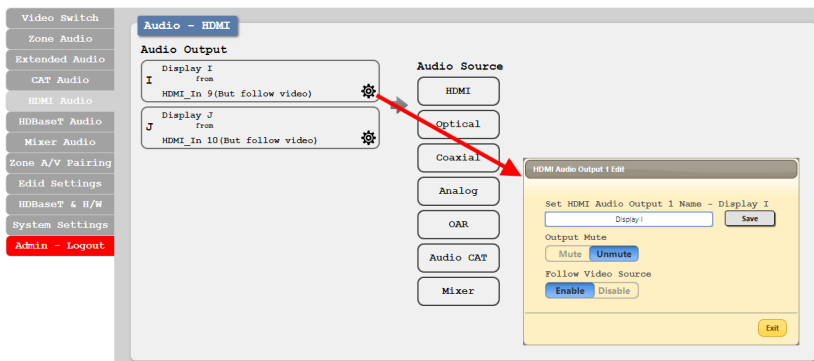 Video Switch
Zone Audio
Extended Audio
CAT Audio
HDMI Audio
HDBaseT Audio
Mixer Audio
Zone A/V Pairing
Edid Settings
HDBaseT & H/W
System Settings
Admin - Logout
Audio - HDMI
Audio Output
Display I
I from
HDMI_In 9(But follow video)
Display J
J from
HDMI_In 10(But follow video)
Audio Source
HDMI
Optical
Coaxial
Analog
OAR
Audio CAT
Mixer
HDMI Audio Output 1 Edit
Set HDMI Audio Output 1 Name - Display I
Display I Save
Output Mute
Mute Unmute
Follow Video Source
Enable Disable
Exit